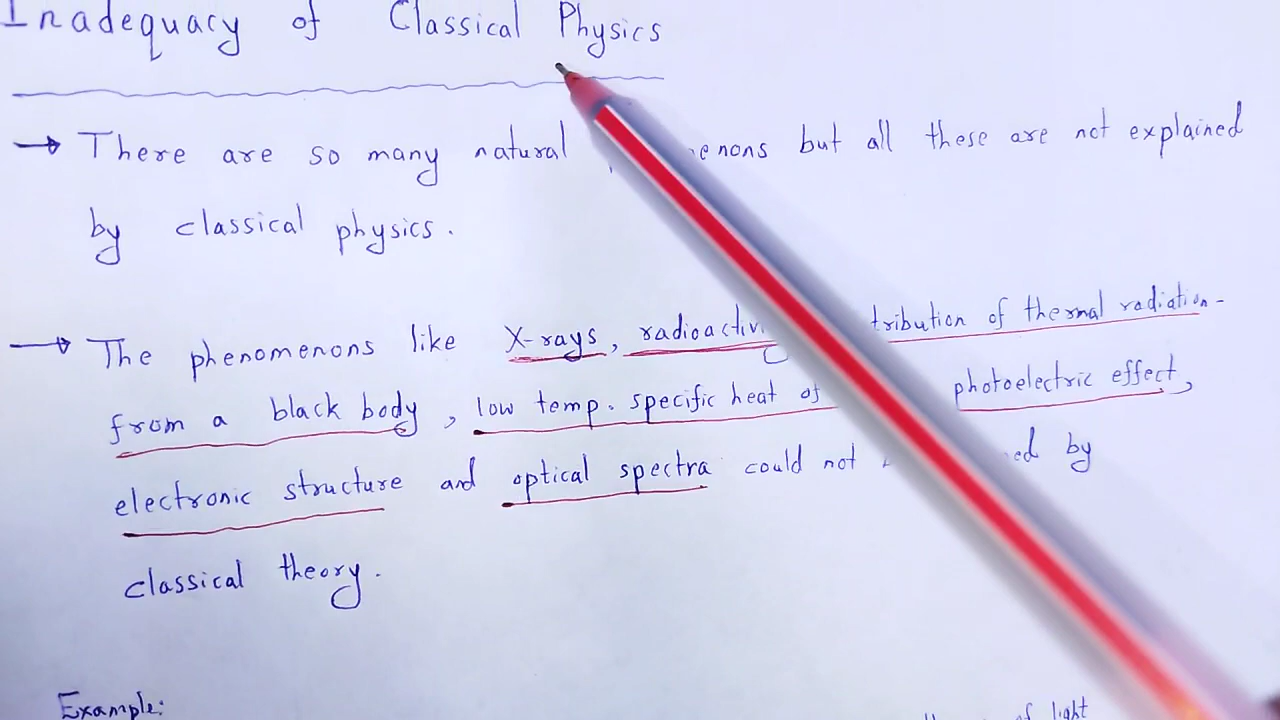 Inadequacy of Classical Physics
→ There are so many natural enons but all these are not explained
by classical physics.
→ The phenomenons like X-rays, radioactiv tribution of thermal radiation-
from a black body, low temp. specific heat of photoelectric effect,
electronic structure and optical spectra could not ed by
classical theory.
Example: of light